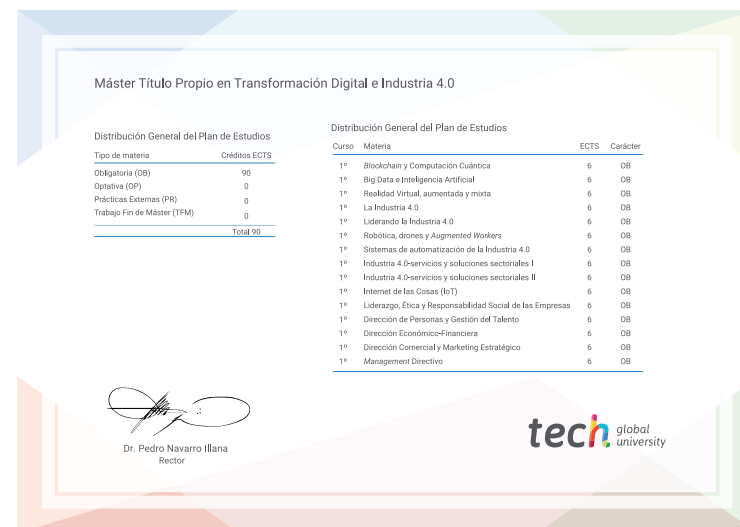 Máster Título Propio en Transformación Digital e Industria 4.0
Distribución General del Plan de Estudios
Tipo de materia Créditos ECTS
Obligatoria (OB) 90
Optativa (OP) 0
Prácticas Externas (PR) 0
Trabajo Fin de Máster (TFM) 0
Total 90
Distribución General del Plan de Estudios
Curso Materia ECTS Carácter
1º Blockchain y Computación Cuántica 6 OB
1º Big Data e Inteligencia Artificial 6 OB
1º Realidad Virtual, aumentada y mixta 6 OB
1º La Industria 4.0 6 OB
1º Liderando la Industria 4.0 6 OB
1º Robótica, drones y Augmented Workers 6 OB
1º Sistemas de automatización de la Industria 4.0 6 OB
1º Industria 4.0-servicios y soluciones sectoriales I 6 OB
1º Industria 4.0-servicios y soluciones sectoriales II 6 OB
1º Internet de las Cosas (IoT) 6 OB
1º Liderazgo, Ética y Responsabilidad Social de las Empresas 6 OB
1º Dirección de Personas y Gestión del Talento 6 OB
1º Dirección Económico-Financiera 6 OB
1º Dirección Comercial y Marketing Estratégico 6 OB
1º Management Directivo 6 OB
Dr. Pedro Navarro Illana
Rector
tech global
university